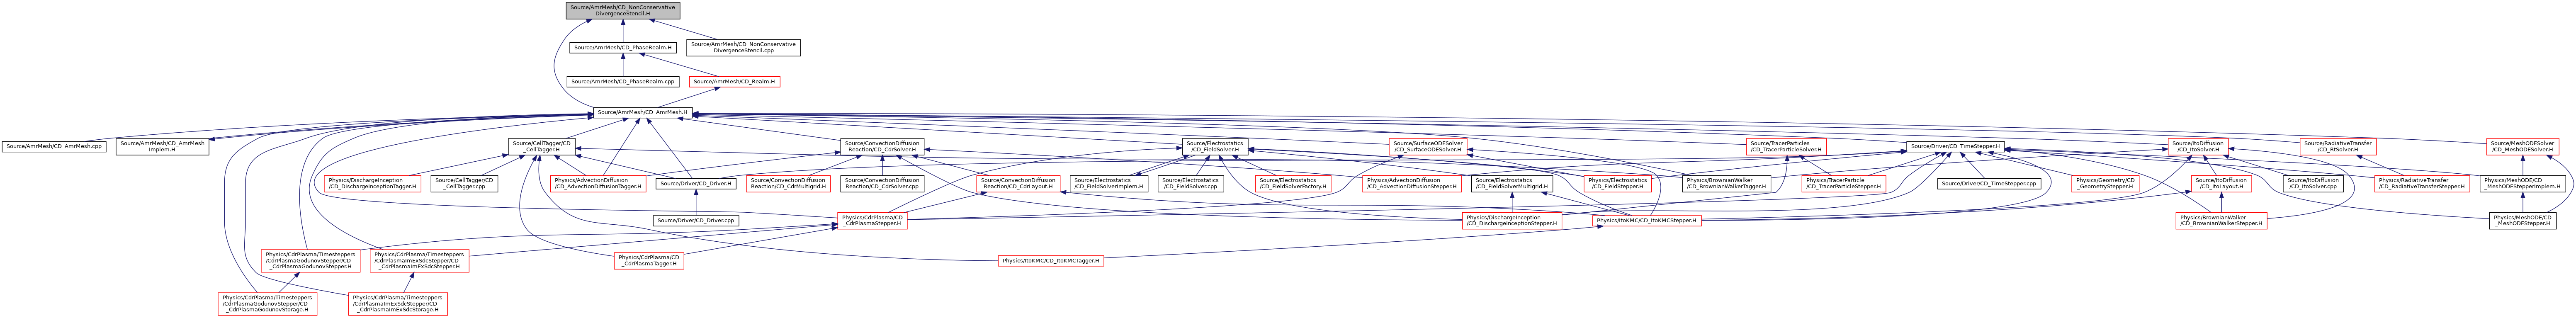 Source/AmrMesh/CD_NonConservative
DivergenceStencil.H
Source/AmrMesh/CD_PhaseRealm.H
Source/AmrMesh/CD_NonConservative
DivergenceStencil.cpp
Source/AmrMesh/CD_PhaseRealm.cpp
Source/AmrMesh/CD_Realm.H
Source/AmrMesh/CD_AmrMesh.H
Source/AmrMesh/CD_AmrMesh.cpp
Source/AmrMesh/CD_AmrMesh
Implem.H
Source/CellTagger/CD
_CellTagger.H
Source/ConvectionDiffusion
Reaction/CD_CdrSolver.H
Source/Electrostatics
/CD_FieldSolver.H
Source/SurfaceODESolver
/CD_SurfaceODESolver.H
Source/TracerParticles
/CD_TracerParticleSolver.H
Source/Driver/CD_TimeStepper.H
Source/ItoDiffusion
/CD_ItoSolver.H
Source/RadiativeTransfer
/CD_RtSolver.H
Source/MeshODESolver
/CD_MeshODESolver.H
Physics/DischargeInception
/CD_DischargeInceptionTagger.H
Source/CellTagger/CD
_CellTagger.cpp
Physics/AdvectionDiffusion
/CD_AdvectionDiffusionTagger.H
Source/Driver/CD_Driver.H
Source/ConvectionDiffusion
Reaction/CD_CdrMultigrid.H
Source/ConvectionDiffusion
Reaction/CD_CdrSolver.cpp
Source/ConvectionDiffusion
Reaction/CD_CdrLayout.H
Source/Electrostatics
/CD_FieldSolverImplem.H
Source/Electrostatics
/CD_FieldSolver.cpp
Source/Electrostatics
/CD_FieldSolverFactory.H
Physics/AdvectionDiffusion
/CD_AdvectionDiffusionStepper.H
Source/Electrostatics
/CD_FieldSolverMultigrid.H
Physics/Electrostatics
/CD_FieldStepper.H
Physics/BrownianWalker
/CD_BrownianWalkerTagger.H
Physics/TracerParticle
/CD_TracerParticleStepper.H
Source/Driver/CD_TimeStepper.cpp
Physics/Geometry/CD
_GeometryStepper.H
Source/ItoDiffusion
/CD_ItoLayout.H
Source/ItoDiffusion
/CD_ItoSolver.cpp
Physics/RadiativeTransfer
/CD_RadiativeTransferStepper.H
Physics/MeshODE/CD
_MeshODEStepperImplem.H
Source/Driver/CD_Driver.cpp
Physics/CdrPlasma/CD
_CdrPlasmaStepper.H
Physics/DischargeInception
/CD_DischargeInceptionStepper.H
Physics/ItoKMC/CD_ItoKMCStepper.H
Physics/BrownianWalker
/CD_BrownianWalkerStepper.H
Physics/MeshODE/CD
_MeshODEStepper.H
Physics/CdrPlasma/Timesteppers
/CdrPlasmaGodunovStepper/CD
_CdrPlasmaGodunovStepper.H
Physics/CdrPlasma/Timesteppers
/CdrPlasmaImExSdcStepper/CD
_CdrPlasmaImExSdcStepper.H
Physics/CdrPlasma/CD
_CdrPlasmaTagger.H
Physics/ItoKMC/CD_ItoKMCTagger.H
Physics/CdrPlasma/Timesteppers
/CdrPlasmaGodunovStepper/CD
_CdrPlasmaGodunovStorage.H
Physics/CdrPlasma/Timesteppers
/CdrPlasmaImExSdcStepper/CD
_CdrPlasmaImExSdcStorage.H